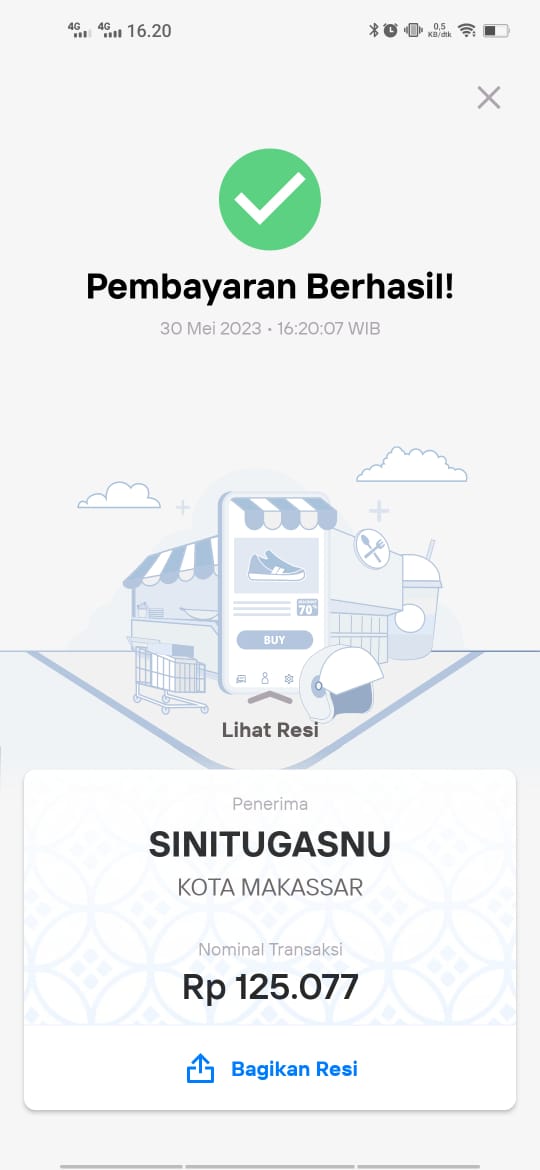 4G 4G 16.20 0,5 KB/dtk
Pembayaran Berhasil!
30 Mei 2023 • 16:20:07 WIB
70%
BUY
Lihat Resi
Penerima
SINITUGASNU
KOTA MAKASSAR
Nominal Transaksi
Rp 125.077
Bagikan Resi